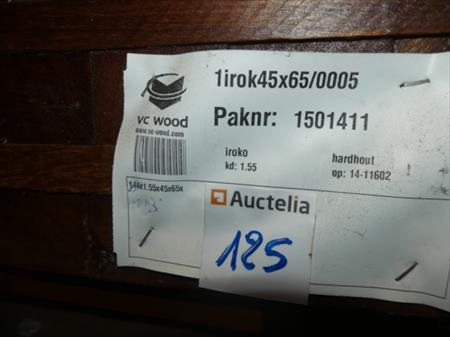 1irok45x65/0005
vc wood
www.vc-wood.com
Paknr: 1501411
iroko hardhout
kd: 1.55 op: 14-11602
x1.55x45x65x
Auctelia
125